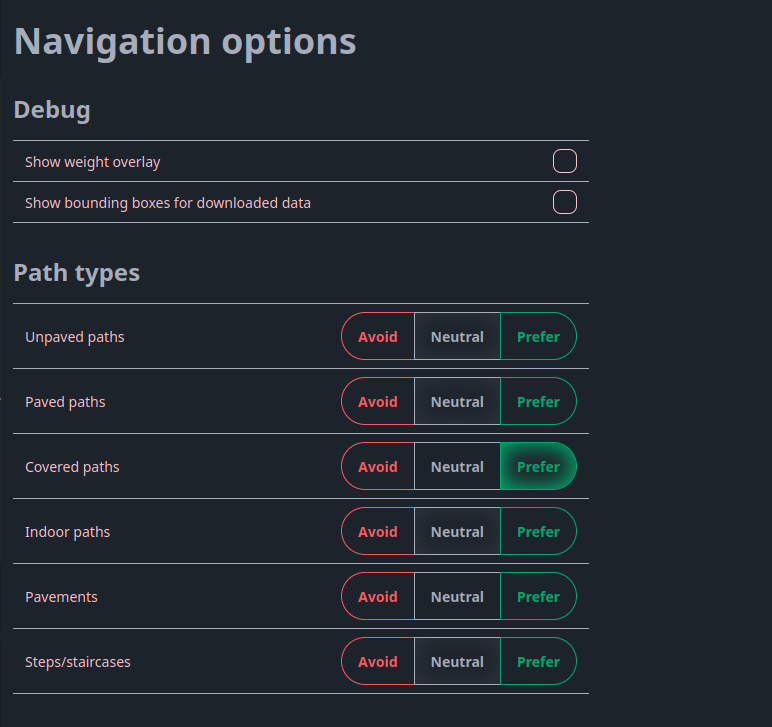 Navigation options
Debug
Show weight overlay
Show bounding boxes for downloaded data
Path types
Unpaved paths Avoid Neutral Prefer
Paved paths Avoid Neutral Prefer
Covered paths Avoid Neutral Prefer
Indoor paths Avoid Neutral Prefer
Pavements Avoid Neutral Prefer
Steps/staircases Avoid Neutral Prefer